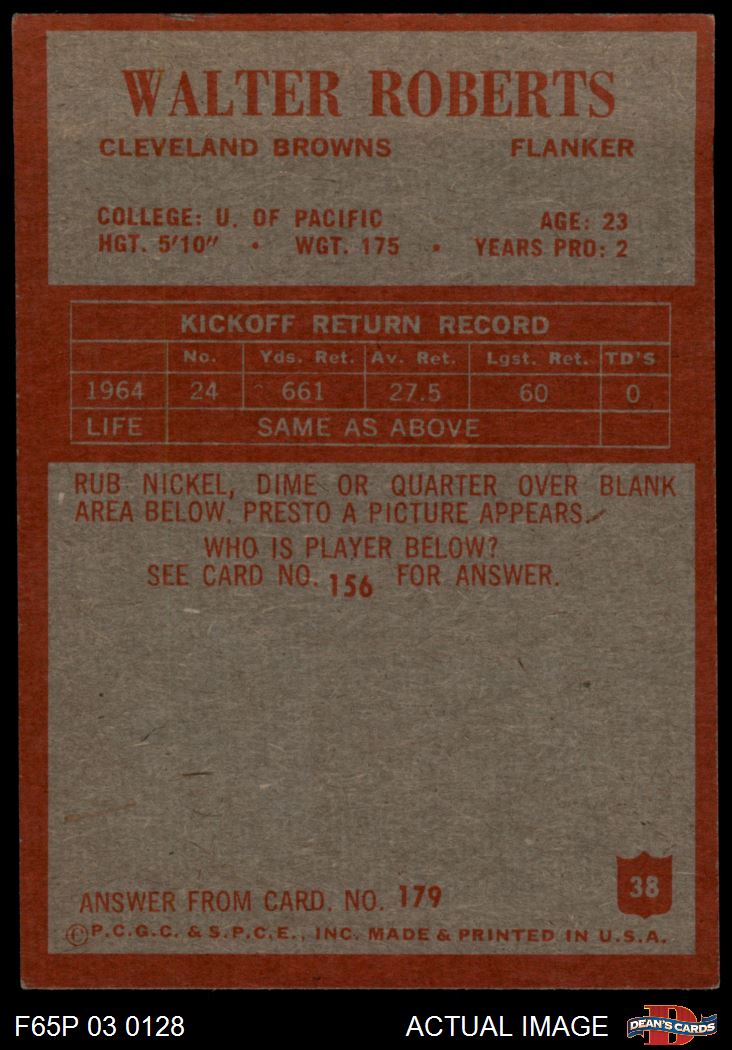 WALTER ROBERTS
CLEVELAND BROWNS FLANKER
COLLEGE: U. OF PACIFIC AGE: 23
HGT. 5'10" • WGT. 175 • YEARS PRO: 2
KICKOFF RETURN RECORD
No. Yds. Ret. Av. Ret. Lgst. Ret. TD'S
1964 24 661 27.5 60 0
LIFE SAME AS ABOVE
RUB NICKEL, DIME OR QUARTER OVER BLANK
AREA BELOW. PRESTO A PICTURE APPEARS.
WHO IS PLAYER BELOW?
SEE CARD NO. 156 FOR ANSWER.
38
ANSWER FROM CARD. NO. 179
©P.C.G.C. & S.P.C.E., INC. MADE & PRINTED IN U.S.A.
F65P 03 0128 ACTUAL IMAGE D DEAN'S CARDS